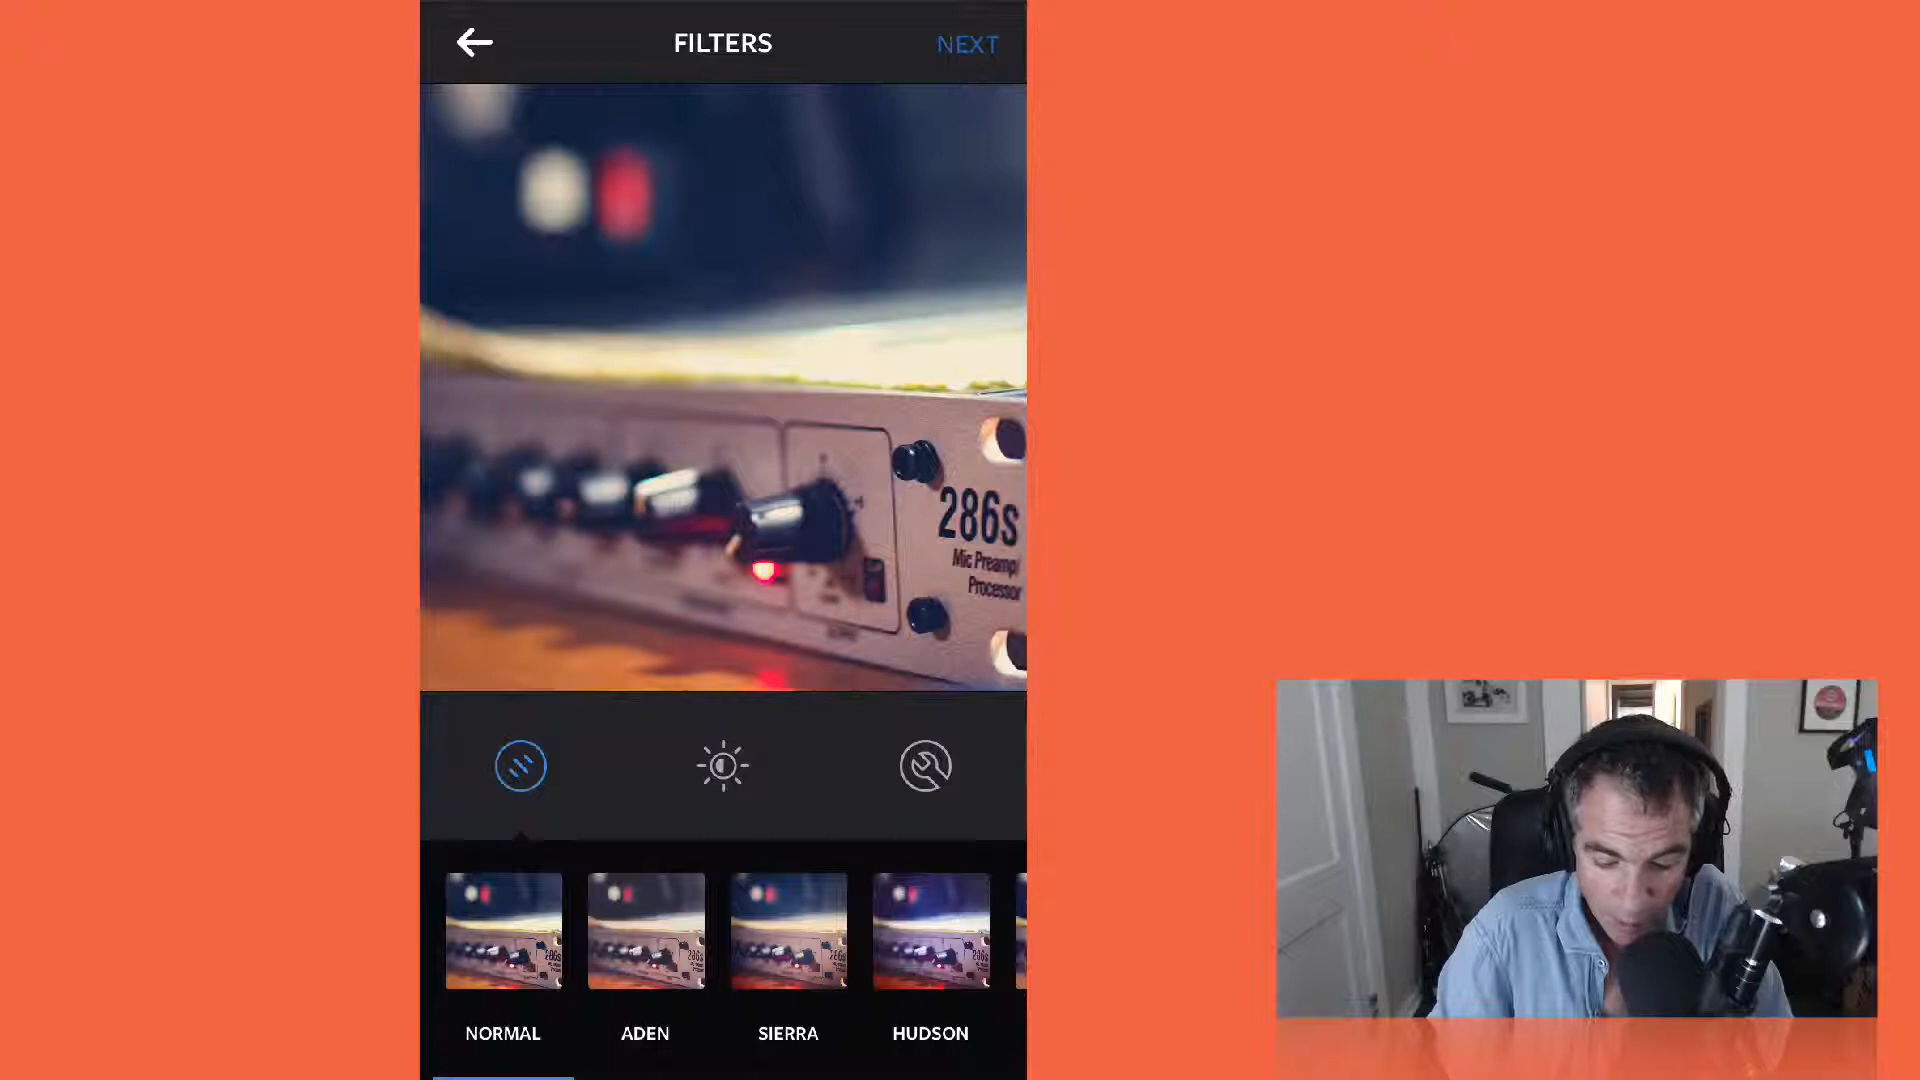 FILTERS
NEXT
286s
Mic Preamp/
Processor
NORMAL
ADEN
SIERRA
HUDSON